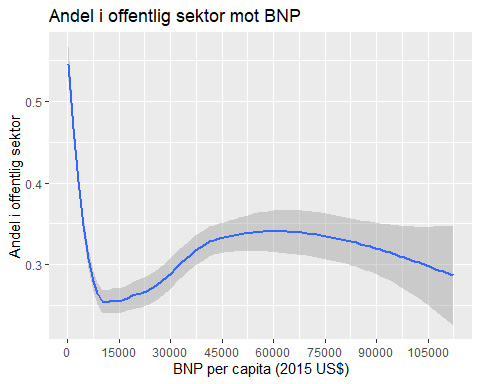 Andel i offentlig sektor mot BNP
Andel i offentlig sektor
0.5
0.4
0.3
0 15000 30000 45000 60000 75000 90000 105000
BNP per capita (2015 US$)